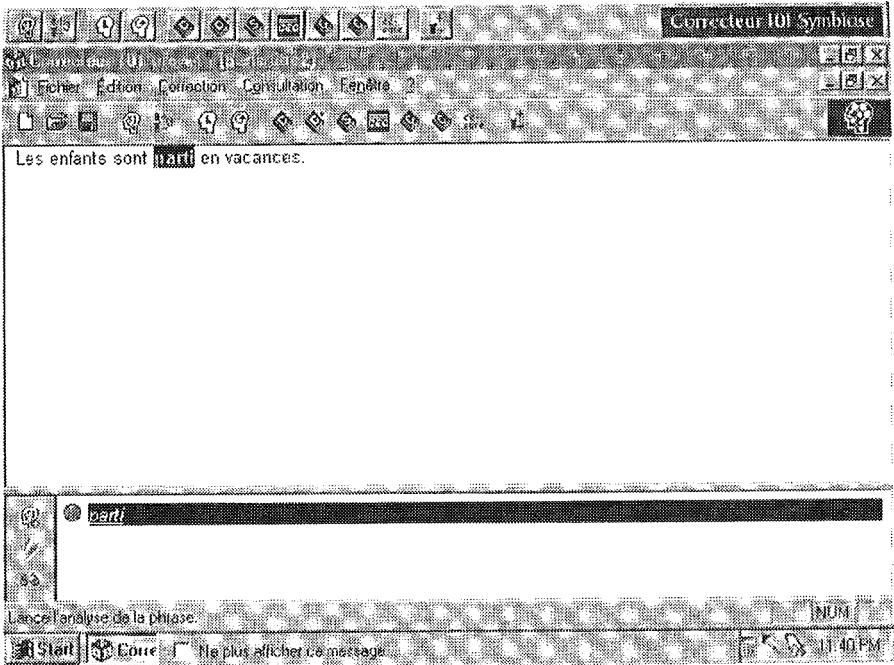 Correcteur 101 Symbiose
Fichier Édition Correction Consultation Fenêtre ?
Les enfants sont parti en vacances.
parti
Lance l'analyse de la phrase.
NUM
Start
Corre
Ne plus afficher ce message
11:40 PM